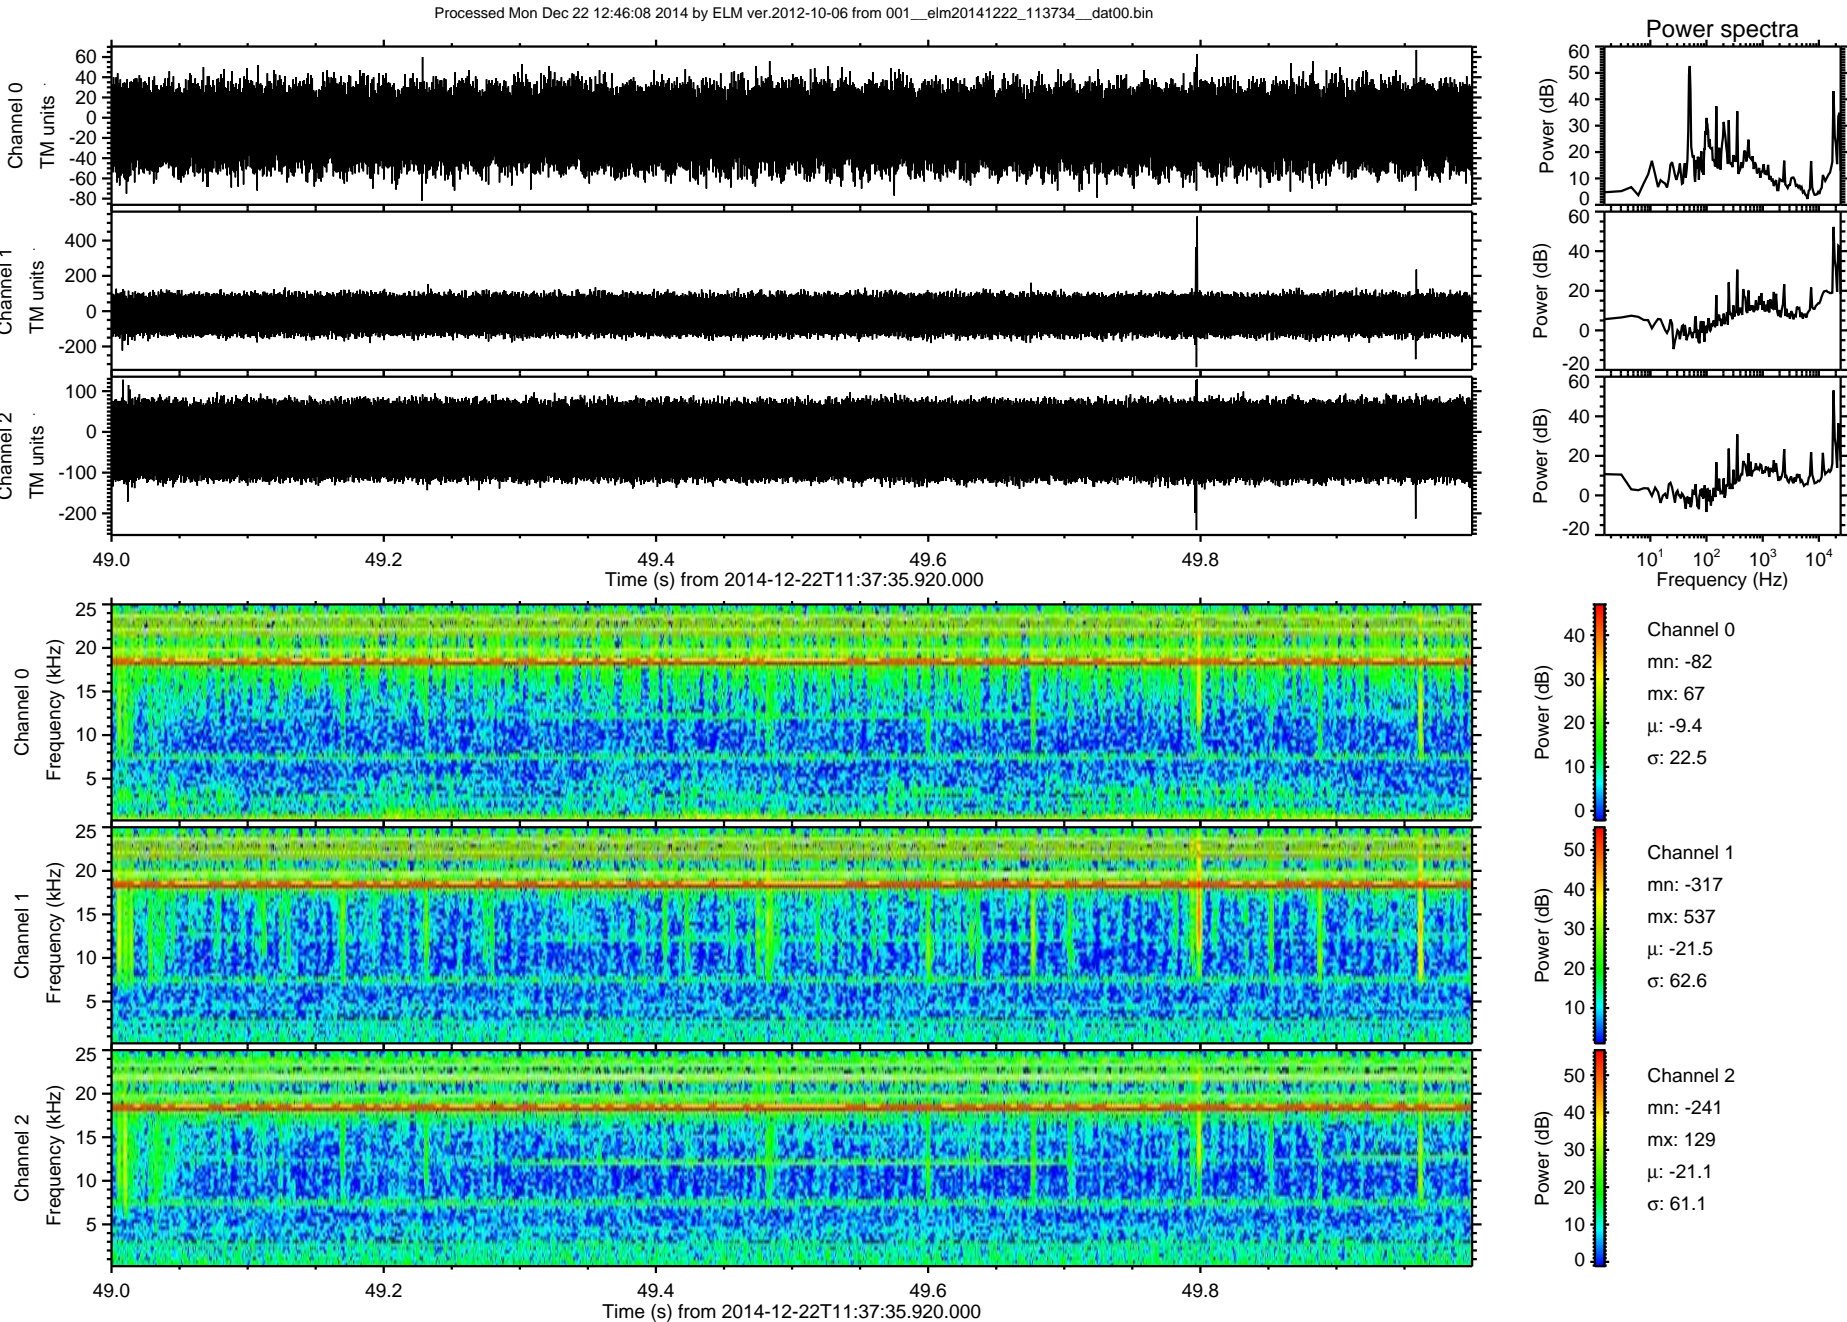 Processed Mon Dec 22 12:46:08 2014 by ELM ver.2012-10-06 from 001__elm20141222_113734__dat00.bin
Power spectra
Channel 0
TM units
60
40
20
0
-20
-40
-60
-80
Power (dB)
60
50
40
30
20
10
0
Channel 1
TM units
400
200
0
-200
Power (dB)
60
40
20
0
-20
Channel 2
TM units
100
0
-100
-200
Power (dB)
60
40
20
0
-20
49.0 49.2 49.4 49.6 49.8
Time (s) from 2014-12-22T11:37:35.920.000
10¹ 10² 10³ 10⁴
Frequency (Hz)
Channel 0
Frequency (kHz)
25
20
15
10
5
Power (dB)
40
30
20
10
0
Channel 0
mn: -82
mx: 67
μ: -9.4
σ: 22.5
Channel 1
Frequency (kHz)
25
20
15
10
5
Power (dB)
50
40
30
20
10
Channel 1
mn: -317
mx: 537
μ: -21.5
σ: 62.6
Channel 2
Frequency (kHz)
25
20
15
10
5
Power (dB)
50
40
30
20
10
0
Channel 2
mn: -241
mx: 129
μ: -21.1
σ: 61.1
49.0 49.2 49.4 49.6 49.8
Time (s) from 2014-12-22T11:37:35.920.000